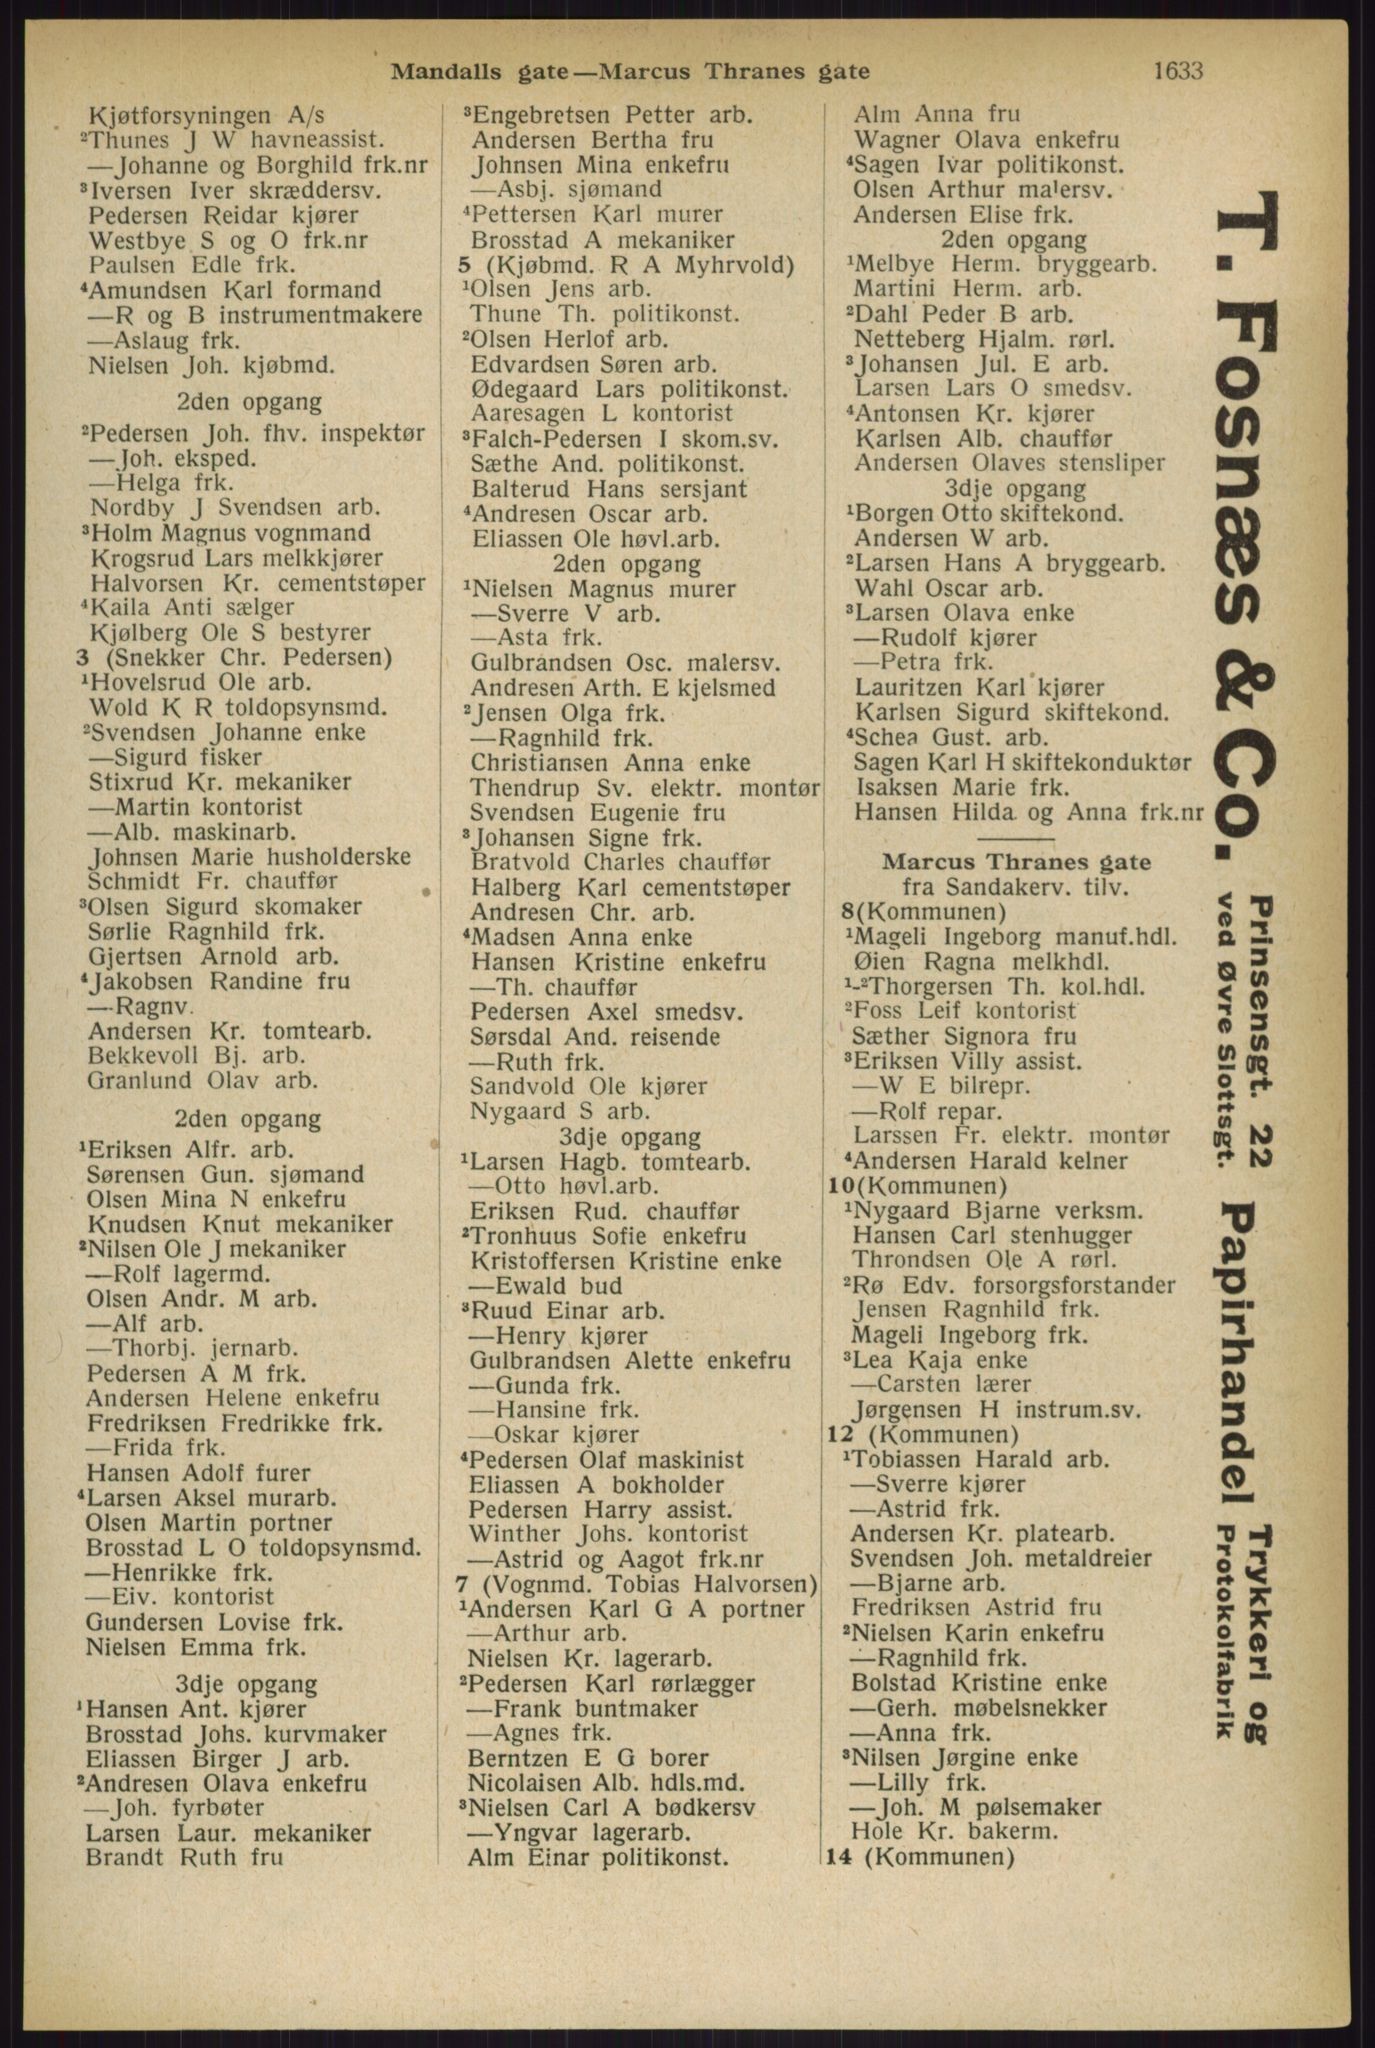 Mandalls gate—Marcus Thranes gate 1633
Kjøtforsyningen A/s
²Thunes J W havneassist.
—Johanne og Borghild frk.nr
³Iversen Iver skræddersv.
Pedersen Reidar kjører
Westbye S og O frk.nr
Paulsen Edle frk.
⁴Amundsen Karl formand
—R og B instrumentmakere
—Aslaug frk.
Nielsen Joh. kjøbmd.
2den opgang
²Pedersen Joh. fhv. inspektør
—Joh. eksped.
—Helga frk.
Nordby J Svendsen arb.
³Holm Magnus vognmand
Krogsrud Lars melkkjører
Halvorsen Kr. cementstøper
⁴Kaila Anti sælger
Kjølberg Ole S bestyrer
3 (Snekker Chr. Pedersen)
¹Hovelsrud Ole arb.
Wold K R toldopsynsmd.
²Svendsen Johanne enke
—Sigurd fisker
Stixrud Kr. mekaniker
—Martin kontorist
—Alb. maskinarb.
Johnsen Marie husholderske
Schmidt Fr. chauffør
³Olsen Sigurd skomaker
Sørlie Ragnhild frk.
Gjertsen Arnold arb.
⁴Jakobsen Randine fru
—Ragnv.
Andersen Kr. tomtearb.
Bekkevoll Bj. arb.
Granlund Olav arb.
2den opgang
¹Eriksen Alfr. arb.
Sørensen Gun. sjømand
Olsen Mina N enkefru
Knudsen Knut mekaniker
²Nilsen Ole J mekaniker
—Rolf lagermd.
Olsen Andr. M arb.
—Alf arb.
—Thorbj. jernarb.
Pedersen A M frk.
Andersen Helene enkefru
Fredriksen Fredrikke frk.
—Frida frk.
Hansen Adolf furer
⁴Larsen Aksel murarb.
Olsen Martin portner
Brosstad L O toldopsynsmd.
—Henrikke frk.
—Eiv. kontorist
Gundersen Lovise frk.
Nielsen Emma frk.
3dje opgang
¹Hansen Ant. kjører
Brosstad Johs. kurvmaker
Eliassen Birger J arb.
²Andresen Olava enkefru
—Joh. fyrbøter
Larsen Laur. mekaniker
Brandt Ruth fru
³Engebretsen Petter arb.
Andersen Bertha fru
Johnsen Mina enkefru
—Asbj. sjømand
⁴Pettersen Karl murer
Brosstad A mekaniker
5 (Kjøbmd. R A Myhrvold)
¹Olsen Jens arb.
Thune Th. politikonst.
²Olsen Herlof arb.
Edvardsen Søren arb.
Ødegaard Lars politikonst.
Aaresagen L kontorist
³Falch-Pedersen I skom.sv.
Sæthe And. politikonst.
Balterud Hans sersjant
⁴Andresen Oscar arb.
Eliassen Ole høvl.arb.
2den opgang
¹Nielsen Magnus murer
—Sverre V arb.
—Asta frk.
Gulbrandsen Osc. malersv.
Andresen Arth. E kjelsmed
²Jensen Olga frk.
—Ragnhild frk.
Christiansen Anna enke
Thendrup Sv. elektr. montør
Svendsen Eugenie fru
³Johansen Signe frk.
Bratvold Charles chauffør
Halberg Karl cementstøper
Andresen Chr. arb.
⁴Madsen Anna enke
Hansen Kristine enkefru
—Th. chauffør
Pedersen Axel smedsv.
Sørsdal And. reisende
—Ruth frk.
Sandvold Ole kjører
Nygaard S arb.
3dje opgang
¹Larsen Hagb. tomtearb.
—Otto høvl.arb.
Eriksen Rud. chauffør
²Tronhuus Sofie enkefru
Kristoffersen Kristine enke
—Ewald bud
³Ruud Einar arb.
—Henry kjører
Gulbrandsen Alette enkefru
—Gunda frk.
—Hansine frk.
—Oskar kjører
⁴Pedersen Olaf maskinist
Eliassen A bokholder
Pedersen Harry assist.
Winther Johs. kontorist
—Astrid og Aagot frk.nr
7 (Vognmd. Tobias Halvorsen)
¹Andersen Karl G A portner
—Arthur arb.
Nielsen Kr. lagerarb.
²Pedersen Karl rørlægger
—Frank buntmaker
—Agnes frk.
Berntzen E G borer
Nicolaisen Alb. hdls.md.
³Nielsen Carl A bødkersv
—Yngvar lagerarb.
Alm Einar politikonst.
Alm Anna fru
Wagner Olava enkefru
⁴Sagen Ivar politikonst.
Olsen Arthur malersv.
Andersen Elise frk.
2den opgang
¹Melbye Herm. bryggearb.
Martini Herm. arb.
²Dahl Peder B arb.
Netteberg Hjalm. rørl.
³Johansen Jul. E arb.
Larsen Lars O smedsv.
⁴Antonsen Kr. kjører
Karlsen Alb. chauffør
Andersen Olaves stensliper
3dje opgang
¹Borgen Otto skiftekond.
Andersen W arb.
²Larsen Hans A bryggearb.
Wahl Oscar arb.
³Larsen Olava enke
—Rudolf kjører
—Petra frk.
Lauritzen Karl kjører
Karlsen Sigurd skiftekond.
⁴Schea Gust. arb.
Sagen Karl H skiftekonduktør
Isaksen Marie frk.
Hansen Hilda og Anna frk.nr
Marcus Thranes gate
fra Sandakerv. tilv.
8(Kommunen)
¹Mageli Ingeborg manuf.hdl.
Øien Ragna melkhdl.
¹-²Thorgersen Th. kol.hdl.
²Foss Leif kontorist
Sæther Signora fru
³Eriksen Villy assist.
—W E bilrepr.
—Rolf repar.
Larssen Fr. elektr. montør
⁴Andersen Harald kelner
10(Kommunen)
¹Nygaard Bjarne verksm.
Hansen Carl stenhugger
Throndsen Ole A rørl.
²Rø Edv. forsorgsforstander
Jensen Ragnhild frk.
Mageli Ingeborg frk.
³Lea Kaja enke
—Carsten lærer
Jørgensen H instrum.sv.
12 (Kommunen)
¹Tobiassen Harald arb.
—Sverre kjører
—Astrid frk.
Andersen Kr. platearb.
Svendsen Joh. metaldreier
—Bjarne arb.
Fredriksen Astrid fru
²Nielsen Karin enkefru
—Ragnhild frk.
Bolstad Kristine enke
—Gerh. møbelsnekker
—Anna frk.
³Nilsen Jørgine enke
—Lilly frk.
—Joh. M pølsemaker
Hole Kr. bakerm.
14 (Kommunen)
T. Fosnæs & Co.
Prinsensgt. 22
ved Øvre Slottsgt.
Papirhandel
Trykkeri og
Protokolfabrik